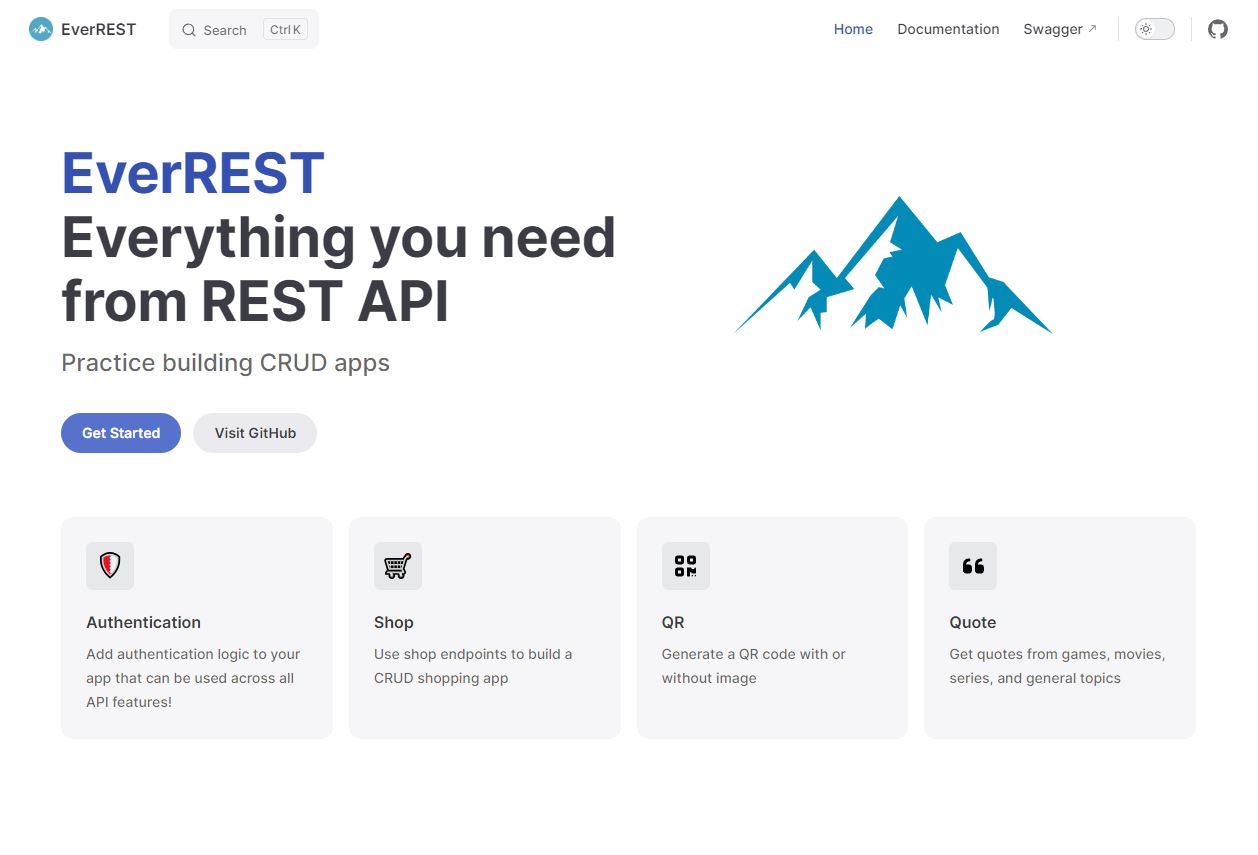 EverREST
Search
Ctrl K
Home
Documentation
Swagger
EverREST
Everything you need
from REST API
Practice building CRUD apps
Get Started
Visit GitHub
Authentication
Add authentication logic to your
app that can be used across all
API features!
Shop
Use shop endpoints to build a
CRUD shopping app
QR
Generate a QR code with or
without image
Quote
Get quotes from games, movies,
series, and general topics